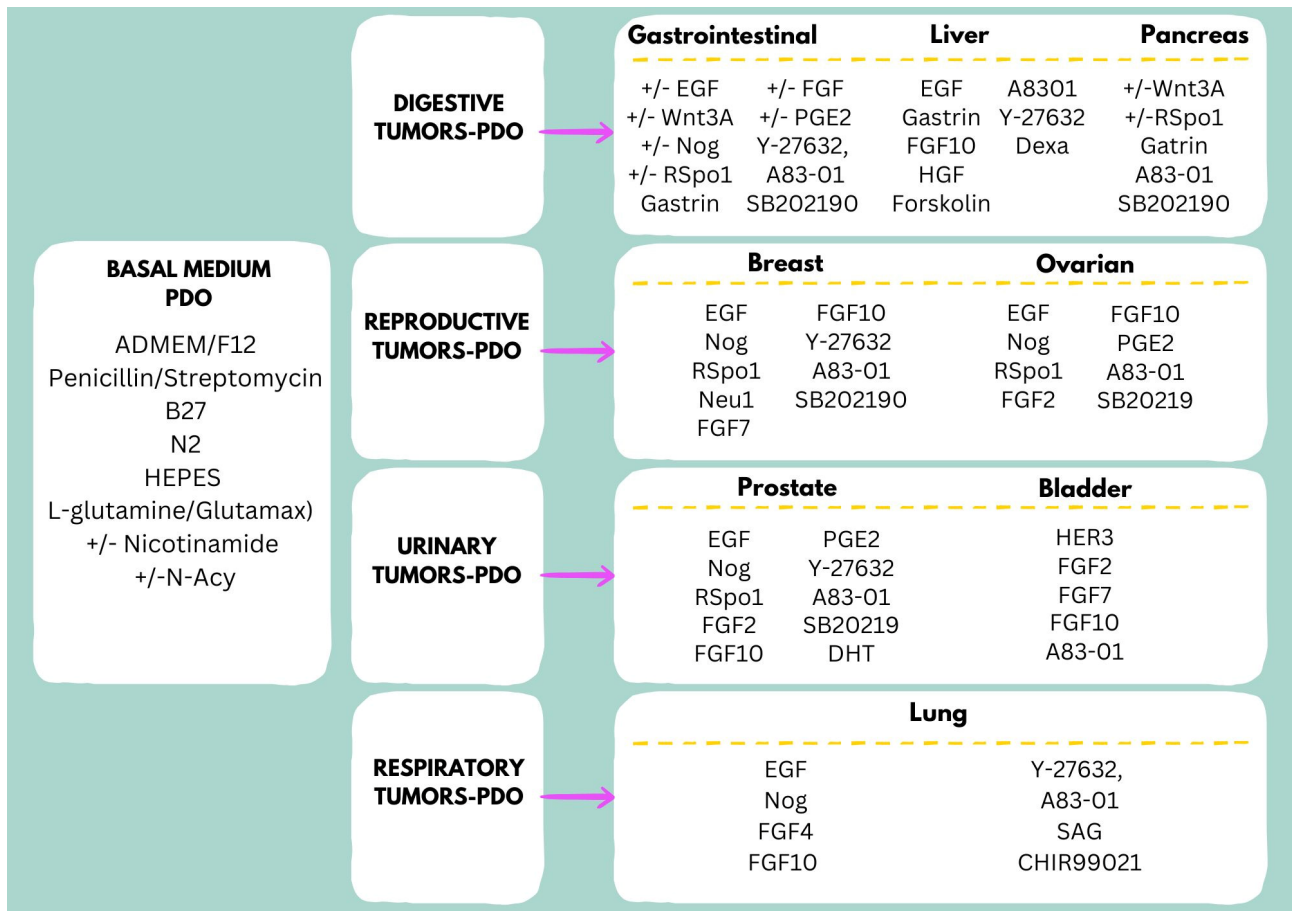 BASAL MEDIUM
PDO
ADMEM/F12
Penicillin/Streptomycin
B27
N2
HEPES
L-glutamine/Glutamax)
+/- Nicotinamide
+/-N-Acy
DIGESTIVE
TUMORS-PDO
Gastrointestinal
+/- EGF
+/- Wnt3A
+/- Nog
+/- RSpo1
Gastrin
+/- FGF
+/- PGE2
Y-27632,
A83-01
SB202190
Liver
EGF
Gastrin
FGF10
HGF
Forskolin
A8301
Y-27632
Dexa
Pancreas
+/-Wnt3A
+/-RSpo1
Gatrin
A83-01
SB202190
REPRODUCTIVE
TUMORS-PDO
Breast
EGF
Nog
RSpo1
Neu1
FGF7
FGF10
Y-27632
A83-01
SB202190
Ovarian
EGF
Nog
RSpo1
FGF2
FGF10
PGE2
A83-01
SB20219
URINARY
TUMORS-PDO
Prostate
EGF
Nog
RSpo1
FGF2
FGF10
PGE2
Y-27632
A83-01
SB20219
DHT
Bladder
HER3
FGF2
FGF7
FGF10
A83-01
RESPIRATORY
TUMORS-PDO
Lung
EGF
Nog
FGF4
FGF10
Y-27632,
A83-01
SAG
CHIR99021